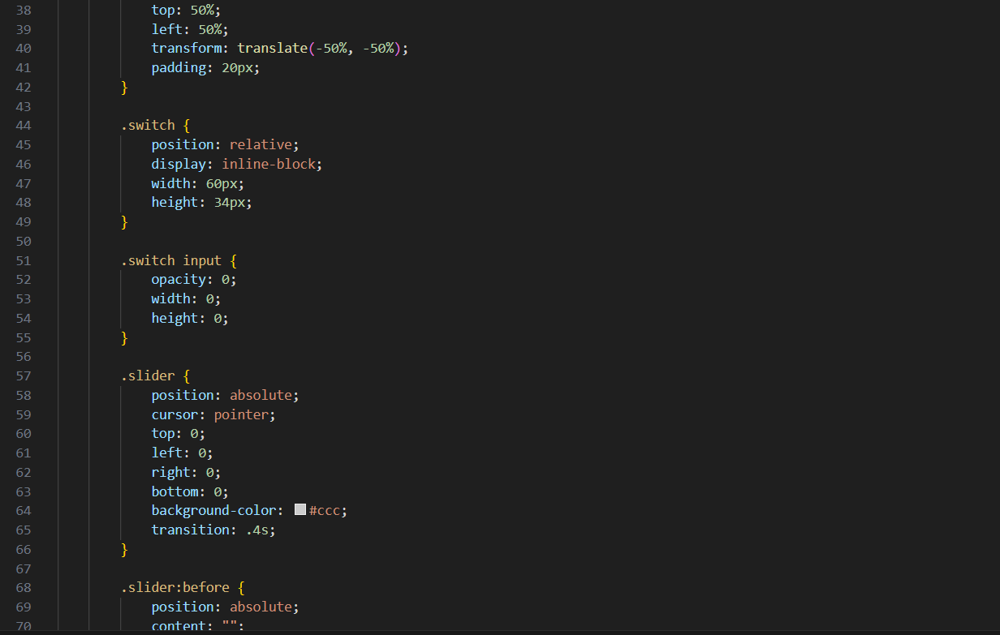 38 top: 50%;
39 left: 50%;
40 transform: translate(-50%, -50%);
41 padding: 20px;
42 }
43
44 .switch {
45 position: relative;
46 display: inline-block;
47 width: 60px;
48 height: 34px;
49 }
50
51 .switch input {
52 opacity: 0;
53 width: 0;
54 height: 0;
55 }
56
57 .slider {
58 position: absolute;
59 cursor: pointer;
60 top: 0;
61 left: 0;
62 right: 0;
63 bottom: 0;
64 background-color: #ccc;
65 transition: .4s;
66 }
67
68 .slider:before {
69 position: absolute;
70 content: "";